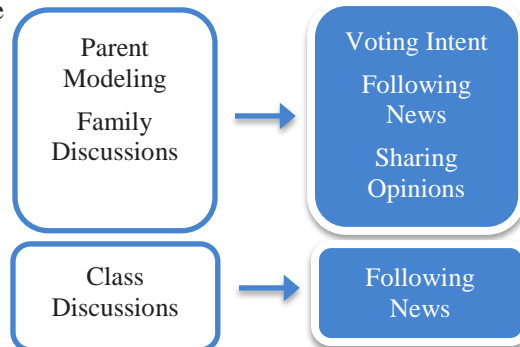 e
Parent
Modeling
Family
Discussions
Voting Intent
Following
News
Sharing
Opinions
Class
Discussions
Following
News